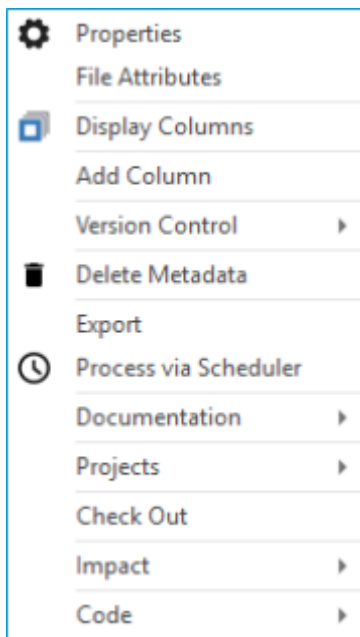 Properties
File Attributes
Display Columns
Add Column
Version Control
Delete Metadata
Export
Process via Scheduler
Documentation
Projects
Check Out
Impact
Code